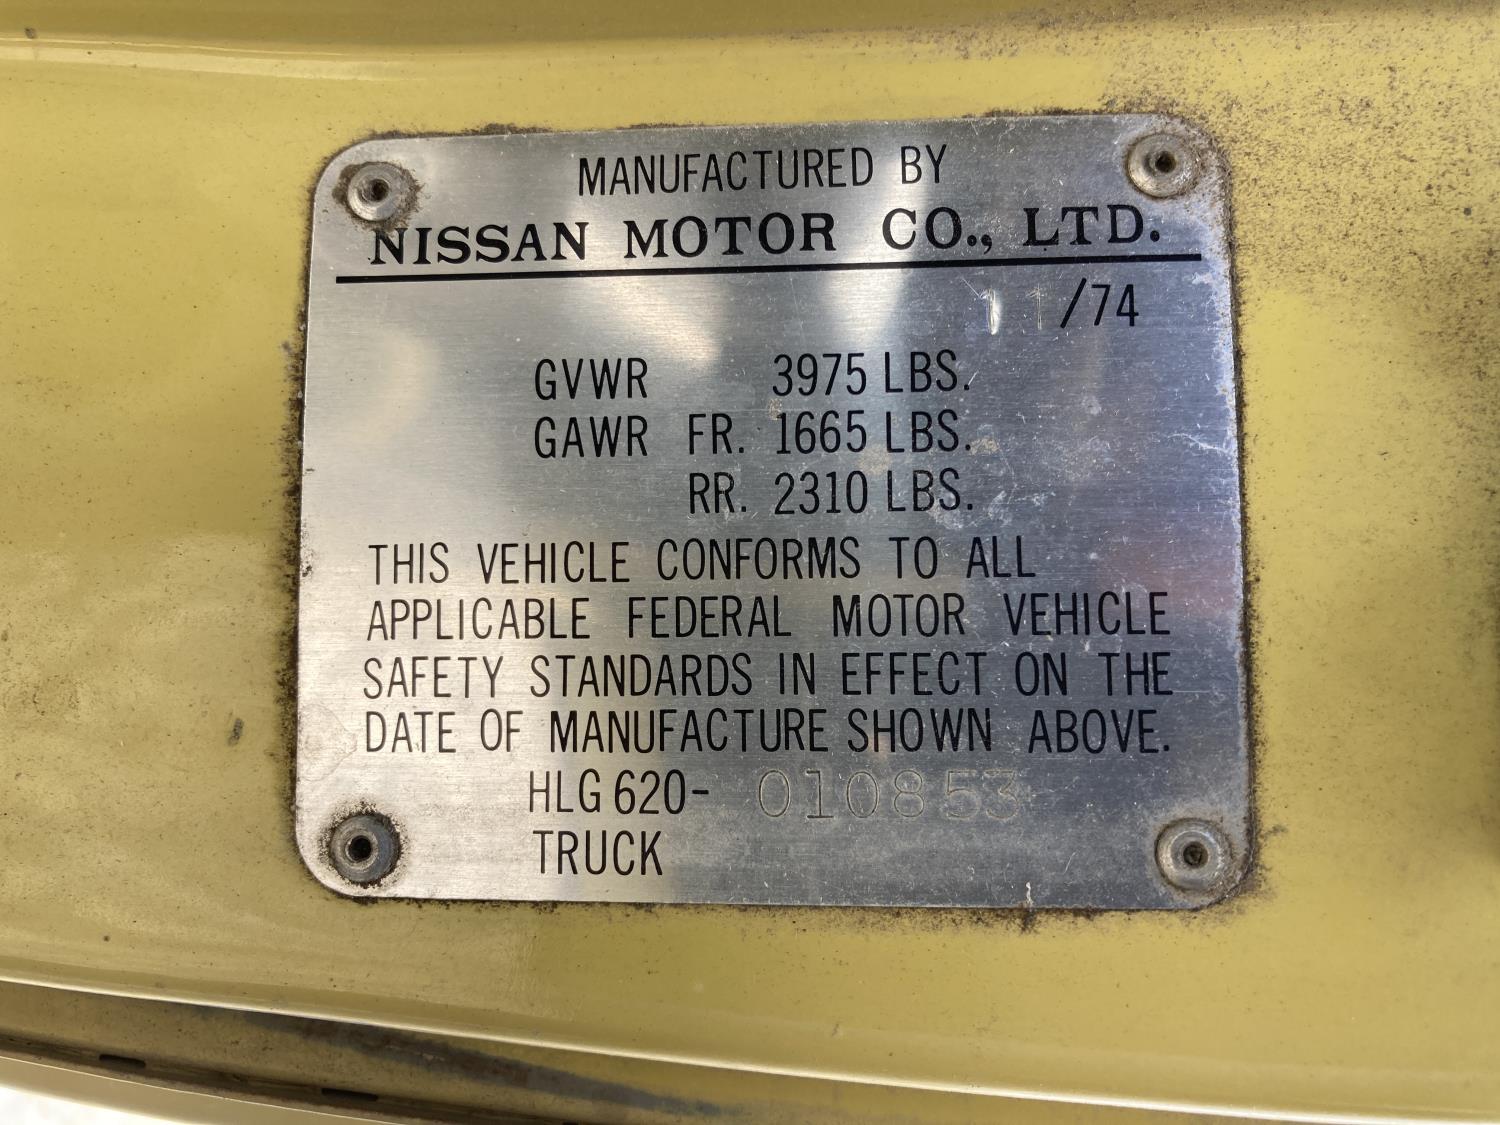 MANUFACTURED BY
NISSAN MOTOR CO., LTD.
11/74
GVWR 3975 LBS.
GAWR FR. 1665 LBS.
RR. 2310 LBS.
THIS VEHICLE CONFORMS TO ALL
APPLICABLE FEDERAL MOTOR VEHICLE
SAFETY STANDARDS IN EFFECT ON THE
DATE OF MANUFACTURE SHOWN ABOVE.
HLG620- 010853
TRUCK